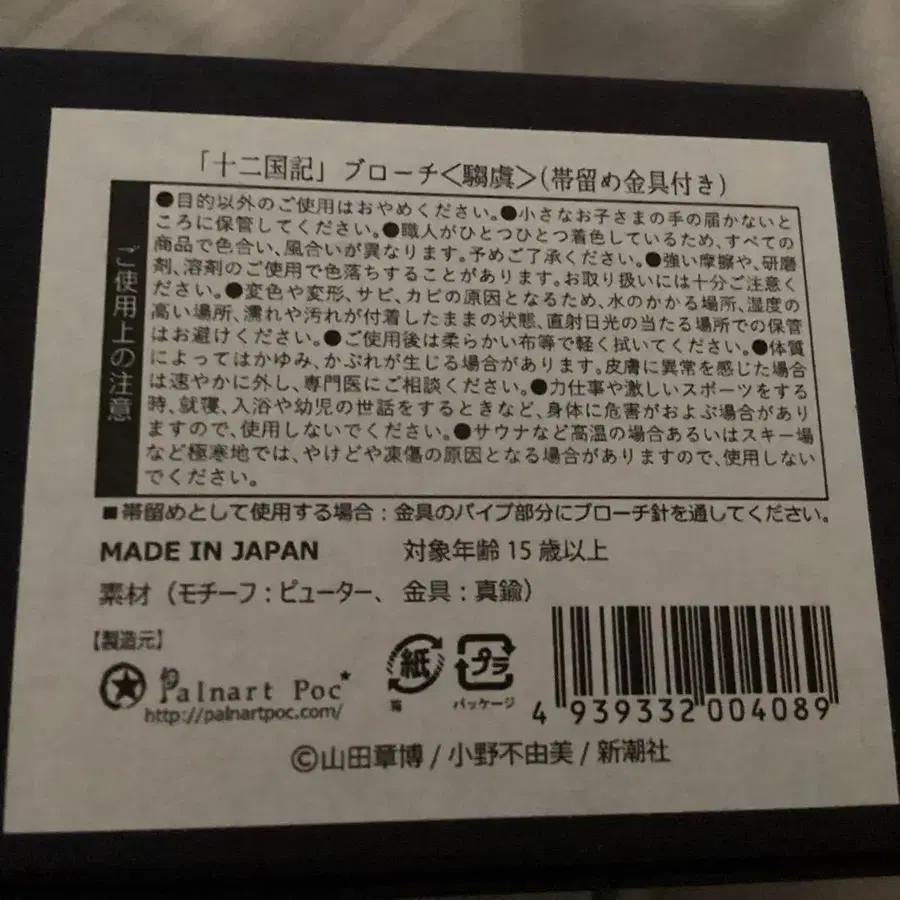 「十二国記」ブローチ<騶虞>(帯留め金具付き)
ご使用上の注意
●目的以外のご使用はおやめください。●小さなお子さまの手の届かないと
ころに保管してください。●職人がひとつひとつ着色しているため、すべての
商品で色合い、風合いが異なります。予めご了承ください。●強い摩擦や、研磨
剤、溶剤のご使用で色落ちすることがあります。お取り扱いには十分ご注意く
ださい。●変色や変形、サビ、カビの原因となるため、水のかかる場所、湿度の
高い場所、濡れや汚れが付着したままの状態、直射日光の当たる場所での保管
はお避けください。●ご使用後は柔らかい布等で軽く拭いてください。●体質
によってはかゆみ、かぶれが生じる場合があります。皮膚に異常を感じた場合
は速やかに外し、専門医にご相談ください。●力仕事や激しいスポーツをする
時、就寝、入浴や幼児の世話をするときなど、身体に危害がおよぶ場合があり
ますので、使用しないでください。●サウナなど高温の場合あるいはスキー場
など極寒地では、やけどや凍傷の原因となる場合がありますので、使用しない
でください。
■帯留めとして使用する場合：金具のパイプ部分にブローチ針を通してください。
MADE IN JAPAN 対象年齢 15 歳以上
素材（モチーフ：ピューター、金具：真鍮）
【製造元】
Palnart Poc
http://palnartpoc.com/
紙
箱
プラ
パッケージ
4 939332 004089
©山田章博 / 小野不由美 / 新潮社